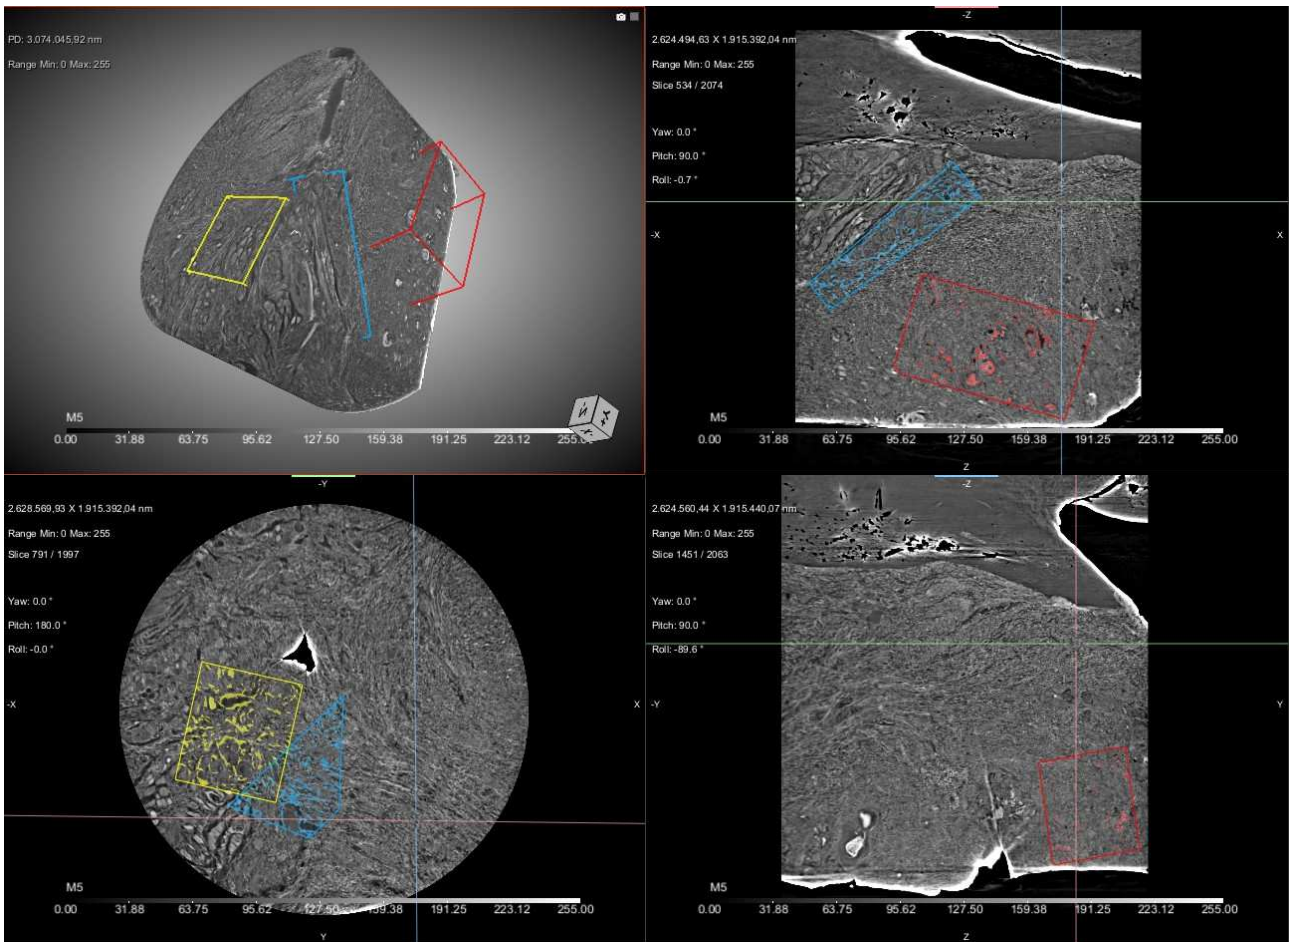 PD: 3.074.045,92 nm
Range Min: 0 Max: 255
M5
0.00 31.88 63.75 95.62 127.50 159.38 191.25 223.12 255.00
-Z
2.624.494,63 X 1.915.392,04 nm
Range Min: 0 Max: 255
Slice 534 / 2074
Yaw: 0.0 °
Pitch: 90.0 °
Roll: -0.7 °
-X
X
M5
0.00 31.88 63.75 95.62 127.50 159.38 191.25 223.12 255.00
Z
-Y
2.628.569,93 X 1.915.392,04 nm
Range Min: 0 Max: 255
Slice 791 / 1997
Yaw: 0.0 °
Pitch: 180.0 °
Roll: -0.0 °
-X
X
M5
0.00 31.88 63.75 95.62 127.50 159.38 191.25 223.12 255.00
Y
-Z
2.624.560,44 X 1.915.440,07 nm
Range Min: 0 Max: 255
Slice 1451 / 2063
Yaw: 0.0 °
Pitch: 90.0 °
Roll: -89.6 °
-Y
Y
M5
0.00 31.88 63.75 95.62 127.50 159.38 191.25 223.12 255.00
Z